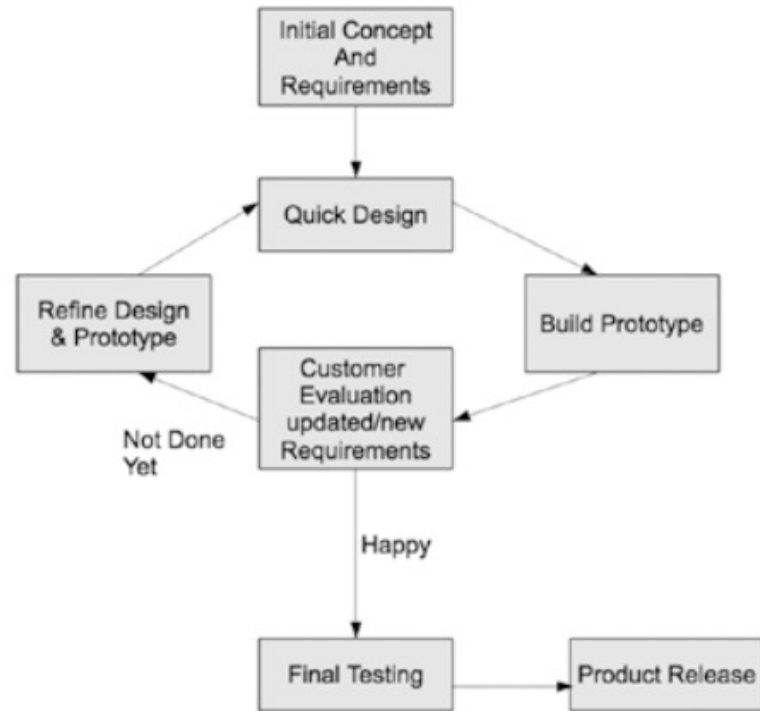 Initial Concept
And
Requirements
Quick Design
Refine Design
& Prototype
Build Prototype
Customer
Evaluation
updated/new
Requirements
Not Done
Yet
Happy
Final Testing
Product Release